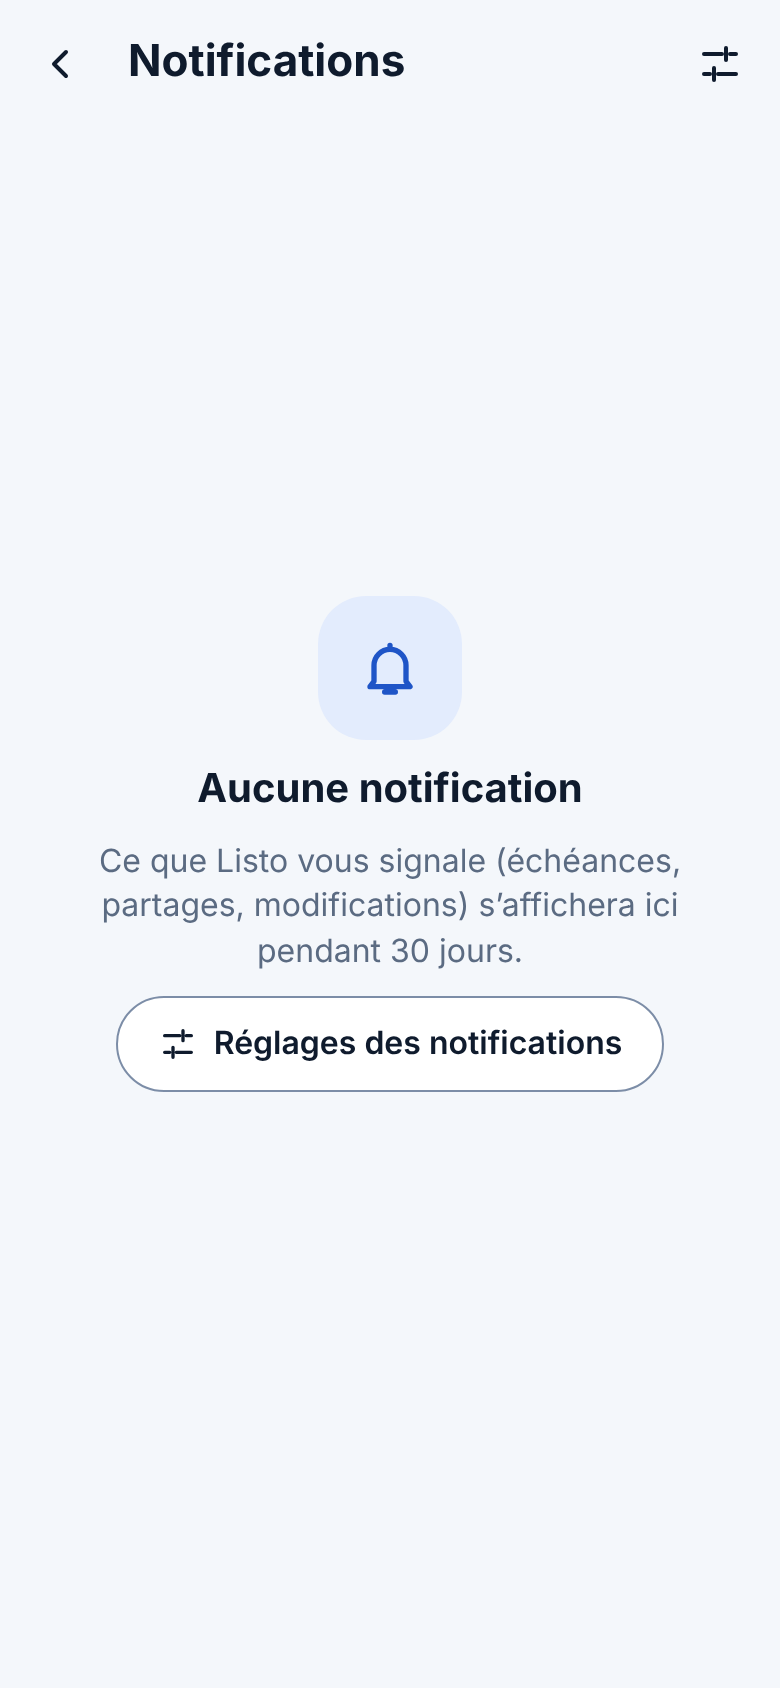 Notifications
Aucune notification
Ce que Listo vous signale (échéances,
partages, modifications) s’affichera ici
pendant 30 jours.
Réglages des notifications